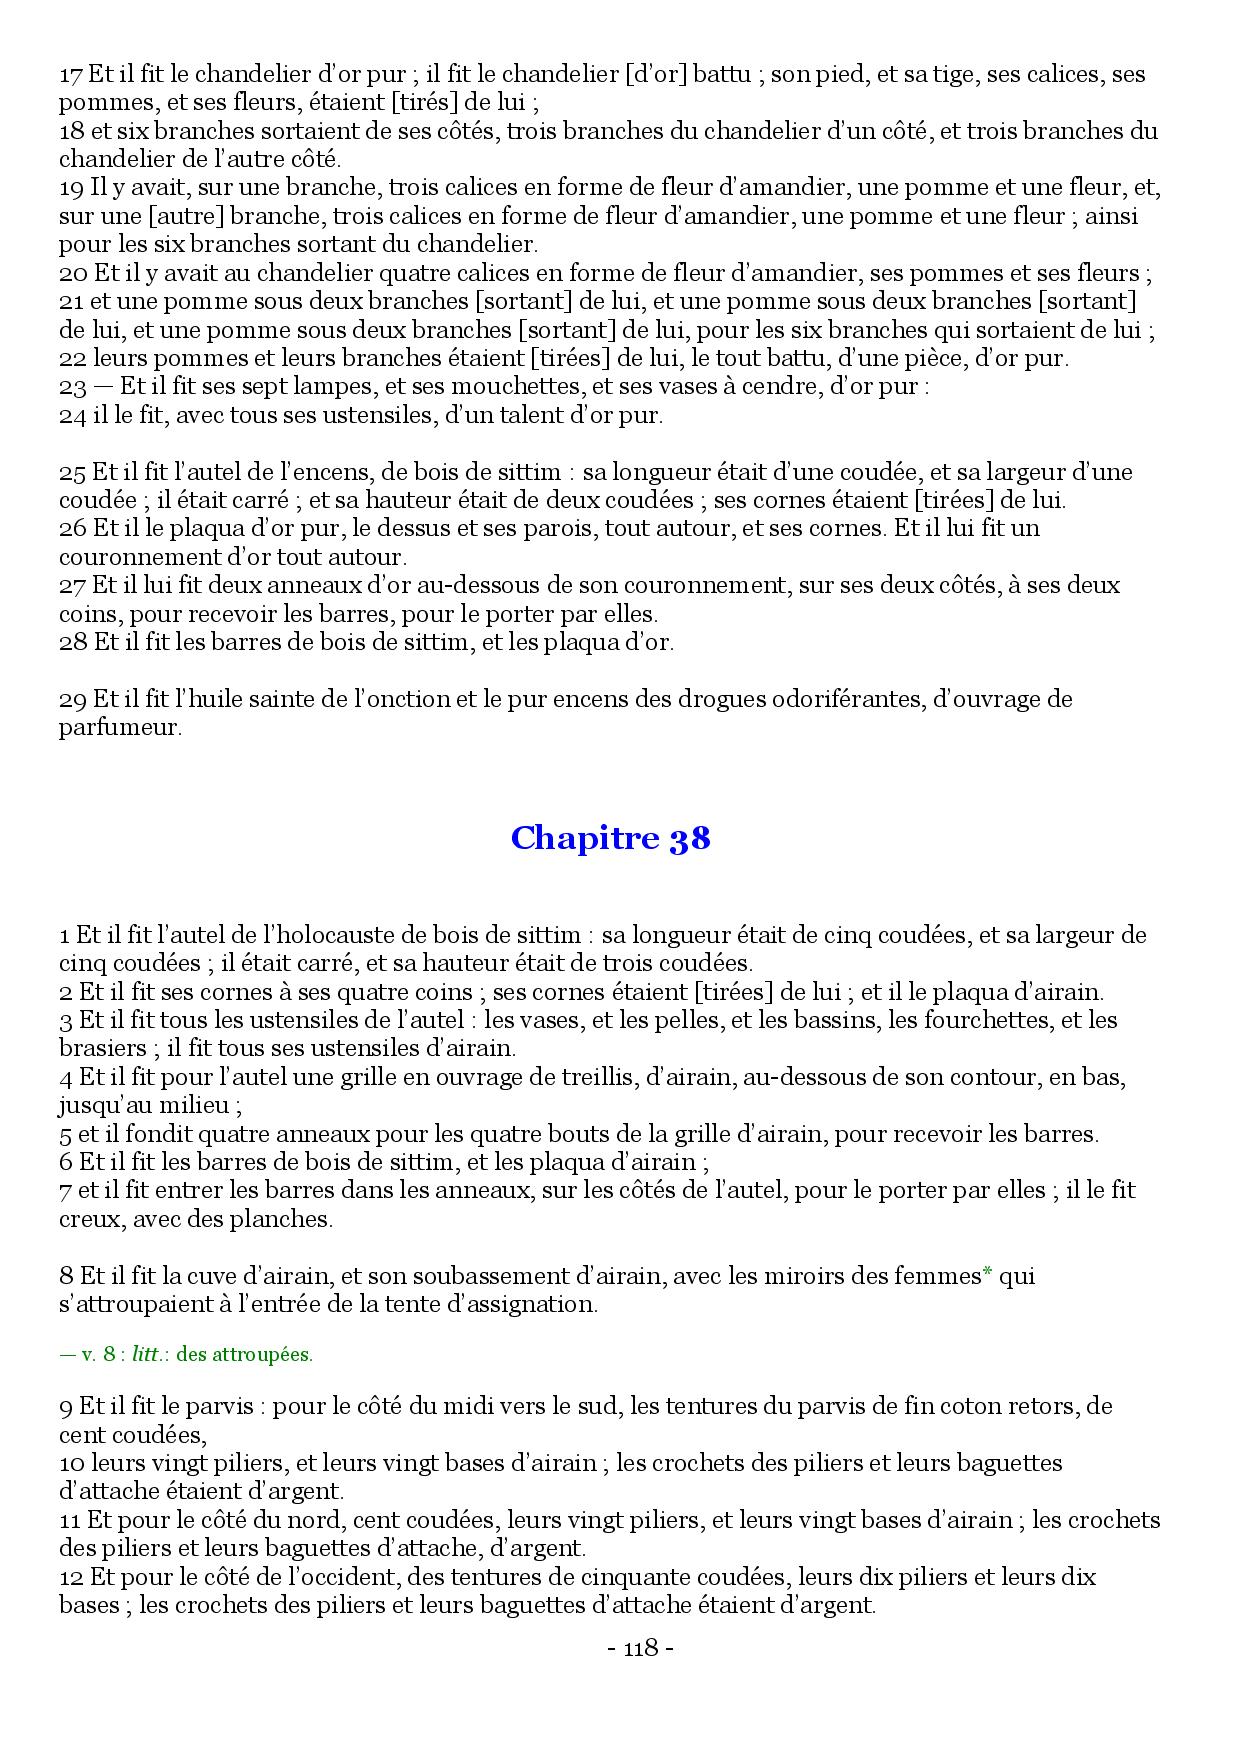 17 Et il fit le chandelier d’or pur ; il fit le chandelier [d’or] battu ; son pied, et sa tige, ses calices, ses
pommes, et ses fleurs, étaient [tirés] de lui ;
18 et six branches sortaient de ses côtés, trois branches du chandelier d’un côté, et trois branches du
chandelier de l’autre côté.
19 Il y avait, sur une branche, trois calices en forme de fleur d’amandier, une pomme et une fleur, et,
sur une [autre] branche, trois calices en forme de fleur d’amandier, une pomme et une fleur ; ainsi
pour les six branches sortant du chandelier.
20 Et il y avait au chandelier quatre calices en forme de fleur d’amandier, ses pommes et ses fleurs ;
21 et une pomme sous deux branches [sortant] de lui, et une pomme sous deux branches [sortant]
de lui, et une pomme sous deux branches [sortant] de lui, pour les six branches qui sortaient de lui ;
22 leurs pommes et leurs branches étaient [tirées] de lui, le tout battu, d’une pièce, d’or pur.
23 — Et il fit ses sept lampes, et ses mouchettes, et ses vases à cendre, d’or pur :
24 il le fit, avec tous ses ustensiles, d’un talent d’or pur.
25 Et il fit l’autel de l’encens, de bois de sittim : sa longueur était d’une coudée, et sa largeur d’une
coudée ; il était carré ; et sa hauteur était de deux coudées ; ses cornes étaient [tirées] de lui.
26 Et il le plaqua d’or pur, le dessus et ses parois, tout autour, et ses cornes. Et il lui fit un
couronnement d’or tout autour.
27 Et il lui fit deux anneaux d’or au-dessous de son couronnement, sur ses deux côtés, à ses deux
coins, pour recevoir les barres, pour le porter par elles.
28 Et il fit les barres de bois de sittim, et les plaqua d’or.
29 Et il fit l’huile sainte de l’onction et le pur encens des drogues odoriférantes, d’ouvrage de
parfumeur.
Chapitre 38
1 Et il fit l’autel de l’holocauste de bois de sittim : sa longueur était de cinq coudées, et sa largeur de
cinq coudées ; il était carré, et sa hauteur était de trois coudées.
2 Et il fit ses cornes à ses quatre coins ; ses cornes étaient [tirées] de lui ; et il le plaqua d’airain.
3 Et il fit tous les ustensiles de l’autel : les vases, et les pelles, et les bassins, les fourchettes, et les
brasiers ; il fit tous ses ustensiles d’airain.
4 Et il fit pour l’autel une grille en ouvrage de treillis, d’airain, au-dessous de son contour, en bas,
jusqu’au milieu ;
5 et il fondit quatre anneaux pour les quatre bouts de la grille d’airain, pour recevoir les barres.
6 Et il fit les barres de bois de sittim, et les plaqua d’airain ;
7 et il fit entrer les barres dans les anneaux, sur les côtés de l’autel, pour le porter par elles ; il le fit
creux, avec des planches.
8 Et il fit la cuve d’airain, et son soubassement d’airain, avec les miroirs des femmes* qui
s’attroupaient à l’entrée de la tente d’assignation.
— v. 8 : litt.: des attroupées.
9 Et il fit le parvis : pour le côté du midi vers le sud, les tentures du parvis de fin coton retors, de
cent coudées,
10 leurs vingt piliers, et leurs vingt bases d’airain ; les crochets des piliers et leurs baguettes
d’attache étaient d’argent.
11 Et pour le côté du nord, cent coudées, leurs vingt piliers, et leurs vingt bases d’airain ; les crochets
des piliers et leurs baguettes d’attache, d’argent.
12 Et pour le côté de l’occident, des tentures de cinquante coudées, leurs dix piliers et leurs dix
bases ; les crochets des piliers et leurs baguettes d’attache étaient d’argent.
- 118 -